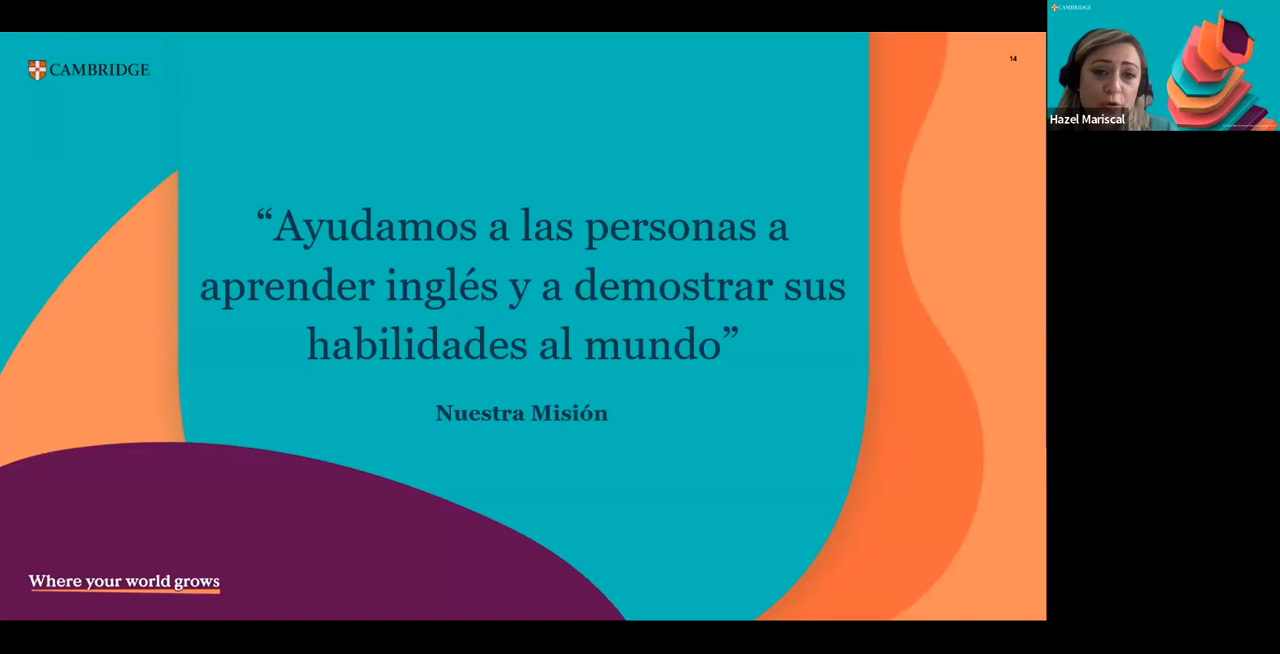 CAMBRIDGE
14
“Ayudamos a las personas a
aprender inglés y a demostrar sus
habilidades al mundo”
Nuestra Misión
Where your world grows
CAMBRIDGE
Hazel Mariscal